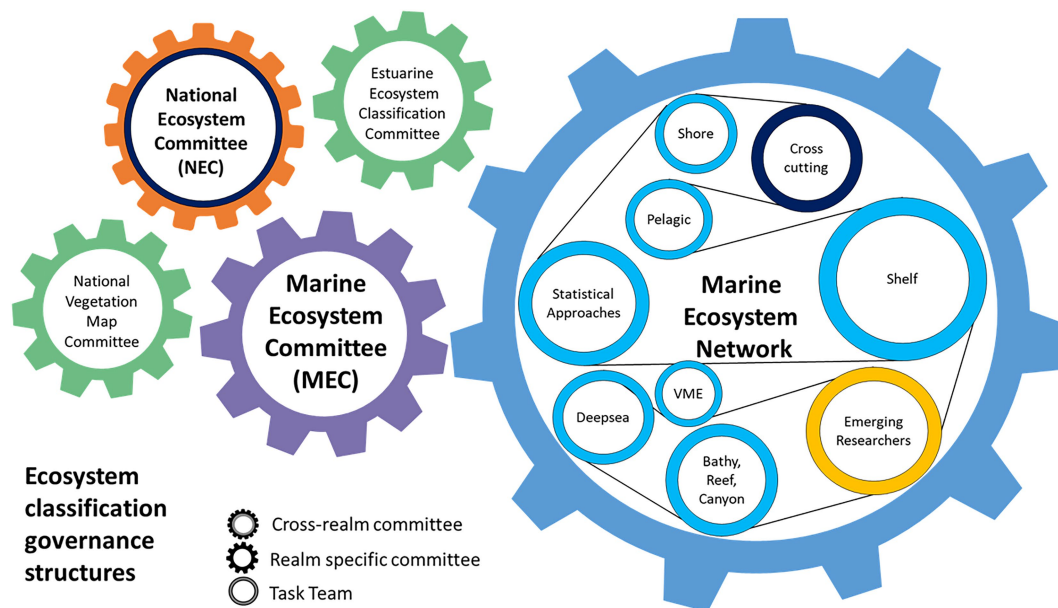 National
Ecosystem
Committee
(NEC)
Estuarine
Ecosystem
Classification
Committee
National
Vegetation
Map
Committee
Marine
Ecosystem
Committee
(MEC)
Shore
Cross
cutting
Pelagic
Statistical
Approaches
Marine
Ecosystem
Network
Shelf
VME
Deepsea
Bathy,
Reef,
Canyon
Emerging
Researchers
Ecosystem
classification
governance
structures
Cross-realm committee
Realm specific committee
Task Team